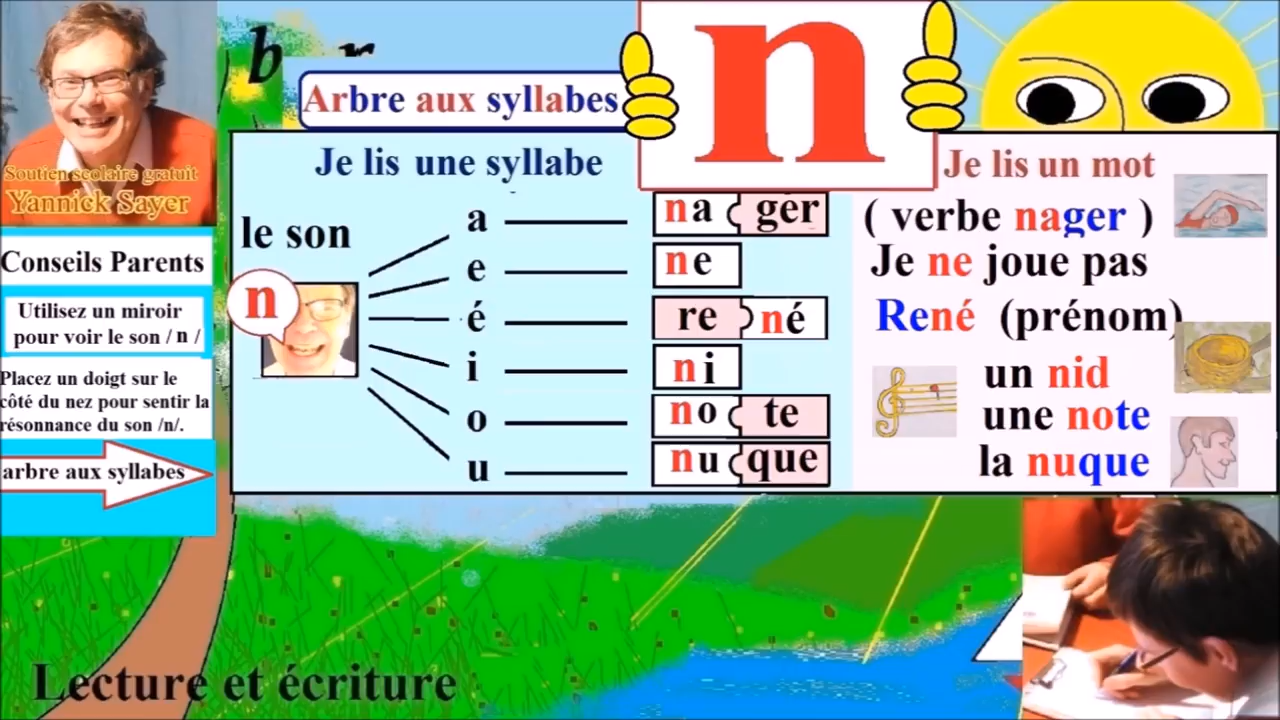 b r
n
Arbre aux syllabes
Soutien scolaire gratuit
Yannick Sayer
Conseils Parents
Utilisez un miroir
pour voir le son / n /
Placez un doigt sur le
côté du nez pour sentir la
résonnance du son /n/.
arbre aux syllabes
Je lis une syllabe
le son
n
a na ger
e ne
é re né
i ni
o no te
u nu que
Je lis un mot
( verbe nager )
Je ne joue pas
René (prénom)
un nid
une note
la nuque
Lecture et écriture